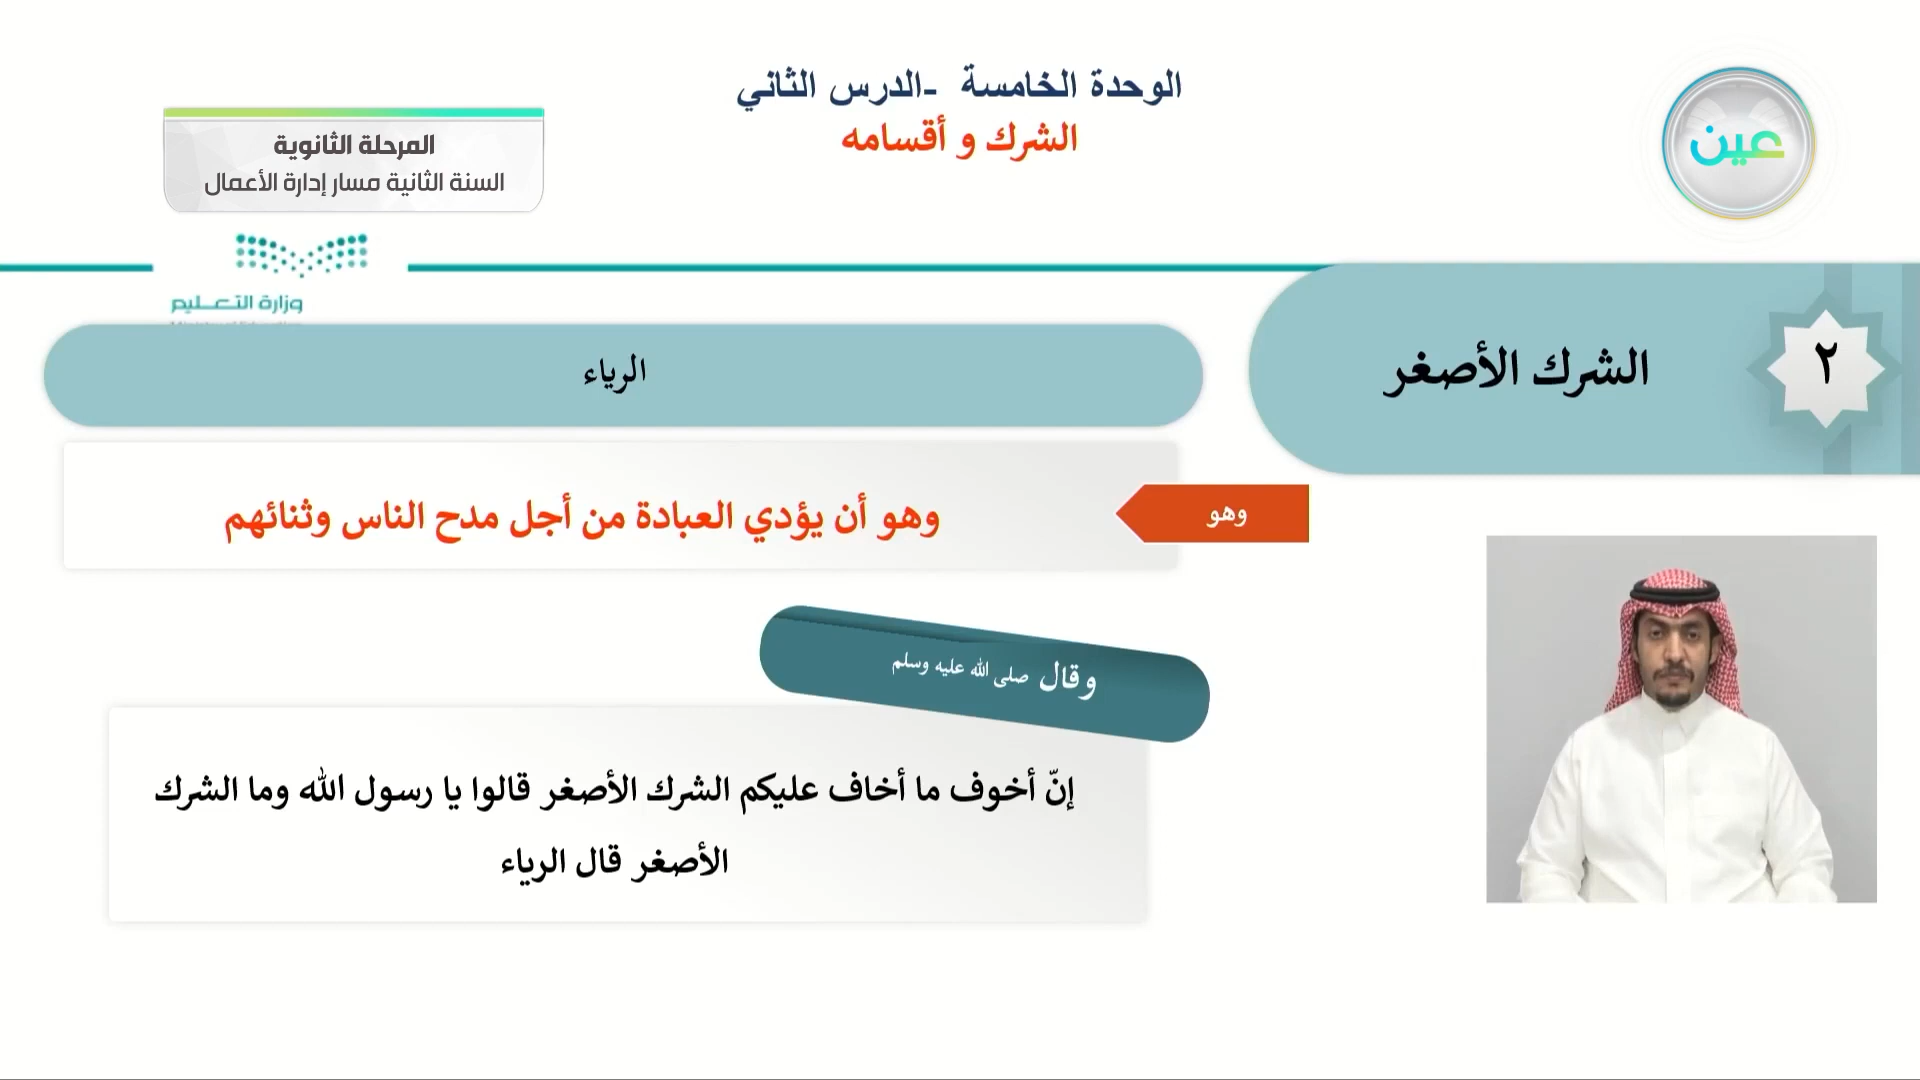 الوحدة الخامسة -الدرس الثاني
الشرك و أقسامه
عين
المرحلة الثانوية
السنة الثانية مسار إدارة الأعمال
وزارة التعليم
٢
الشرك الأصغر
الرياء
وهو
وهو أن يؤدي العبادة من أجل مدح الناس وثنائهم
وقال صلى الله عليه وسلم
إنّ أخوف ما أخاف عليكم الشرك الأصغر قالوا يا رسول الله وما الشرك
الأصغر قال الرياء